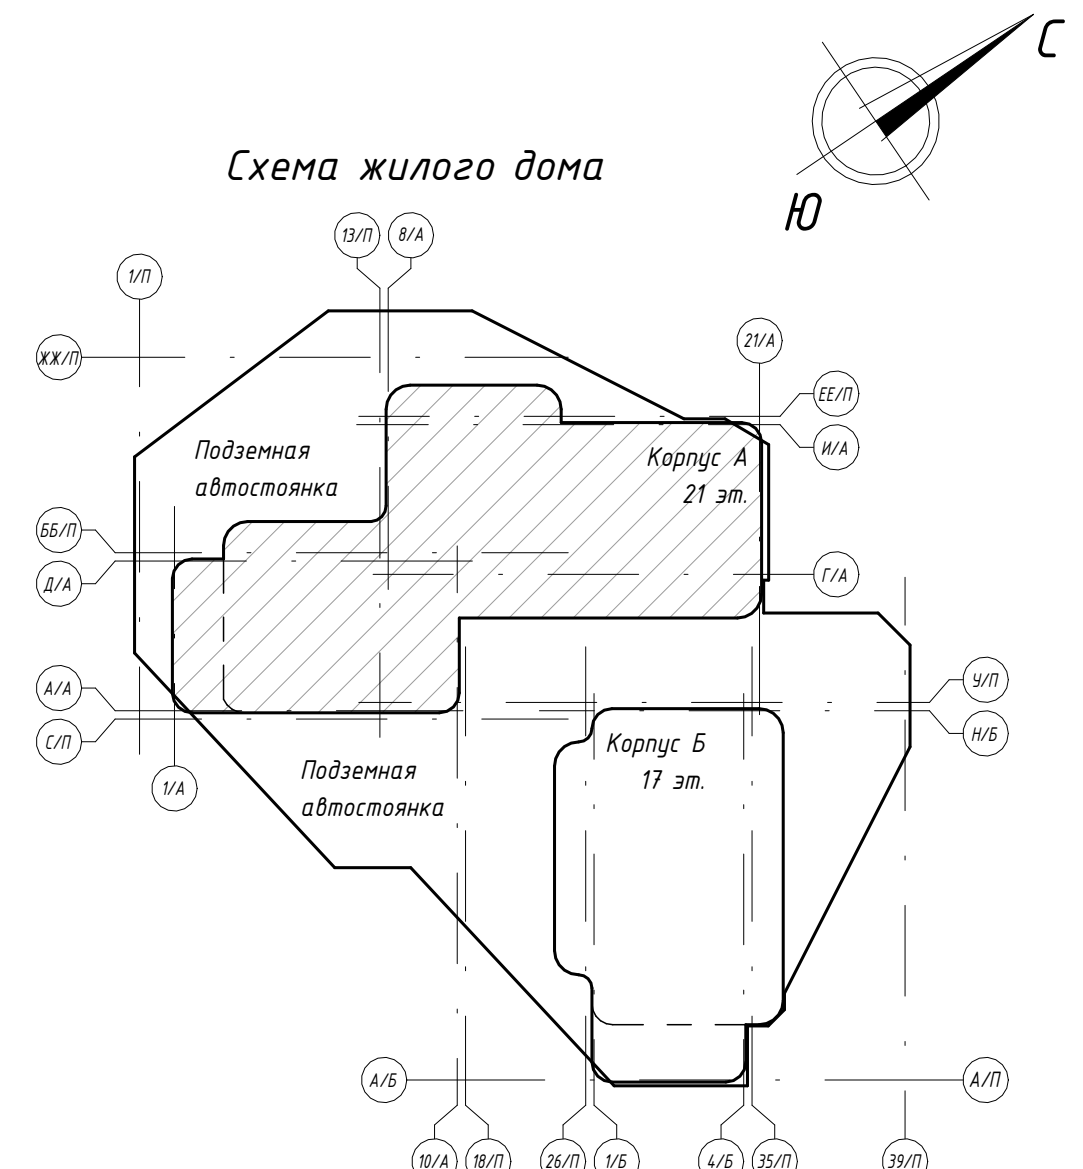 С
Схема жилого дома
Ю
13/П
8/А
1/П
21/А
ЖЖ/П
ЕЕ/П
И/А
Подземная
автостоянка
Корпус А
21 эт.
ББ/П
Д/А
Г/А
А/А
С/П
У/П
Н/Б
Корпус Б
17 эт.
1/А
Подземная
автостоянка
А/Б
А/П
10/А
18/П
26/П
1/Б
4/Б
35/П
39/П